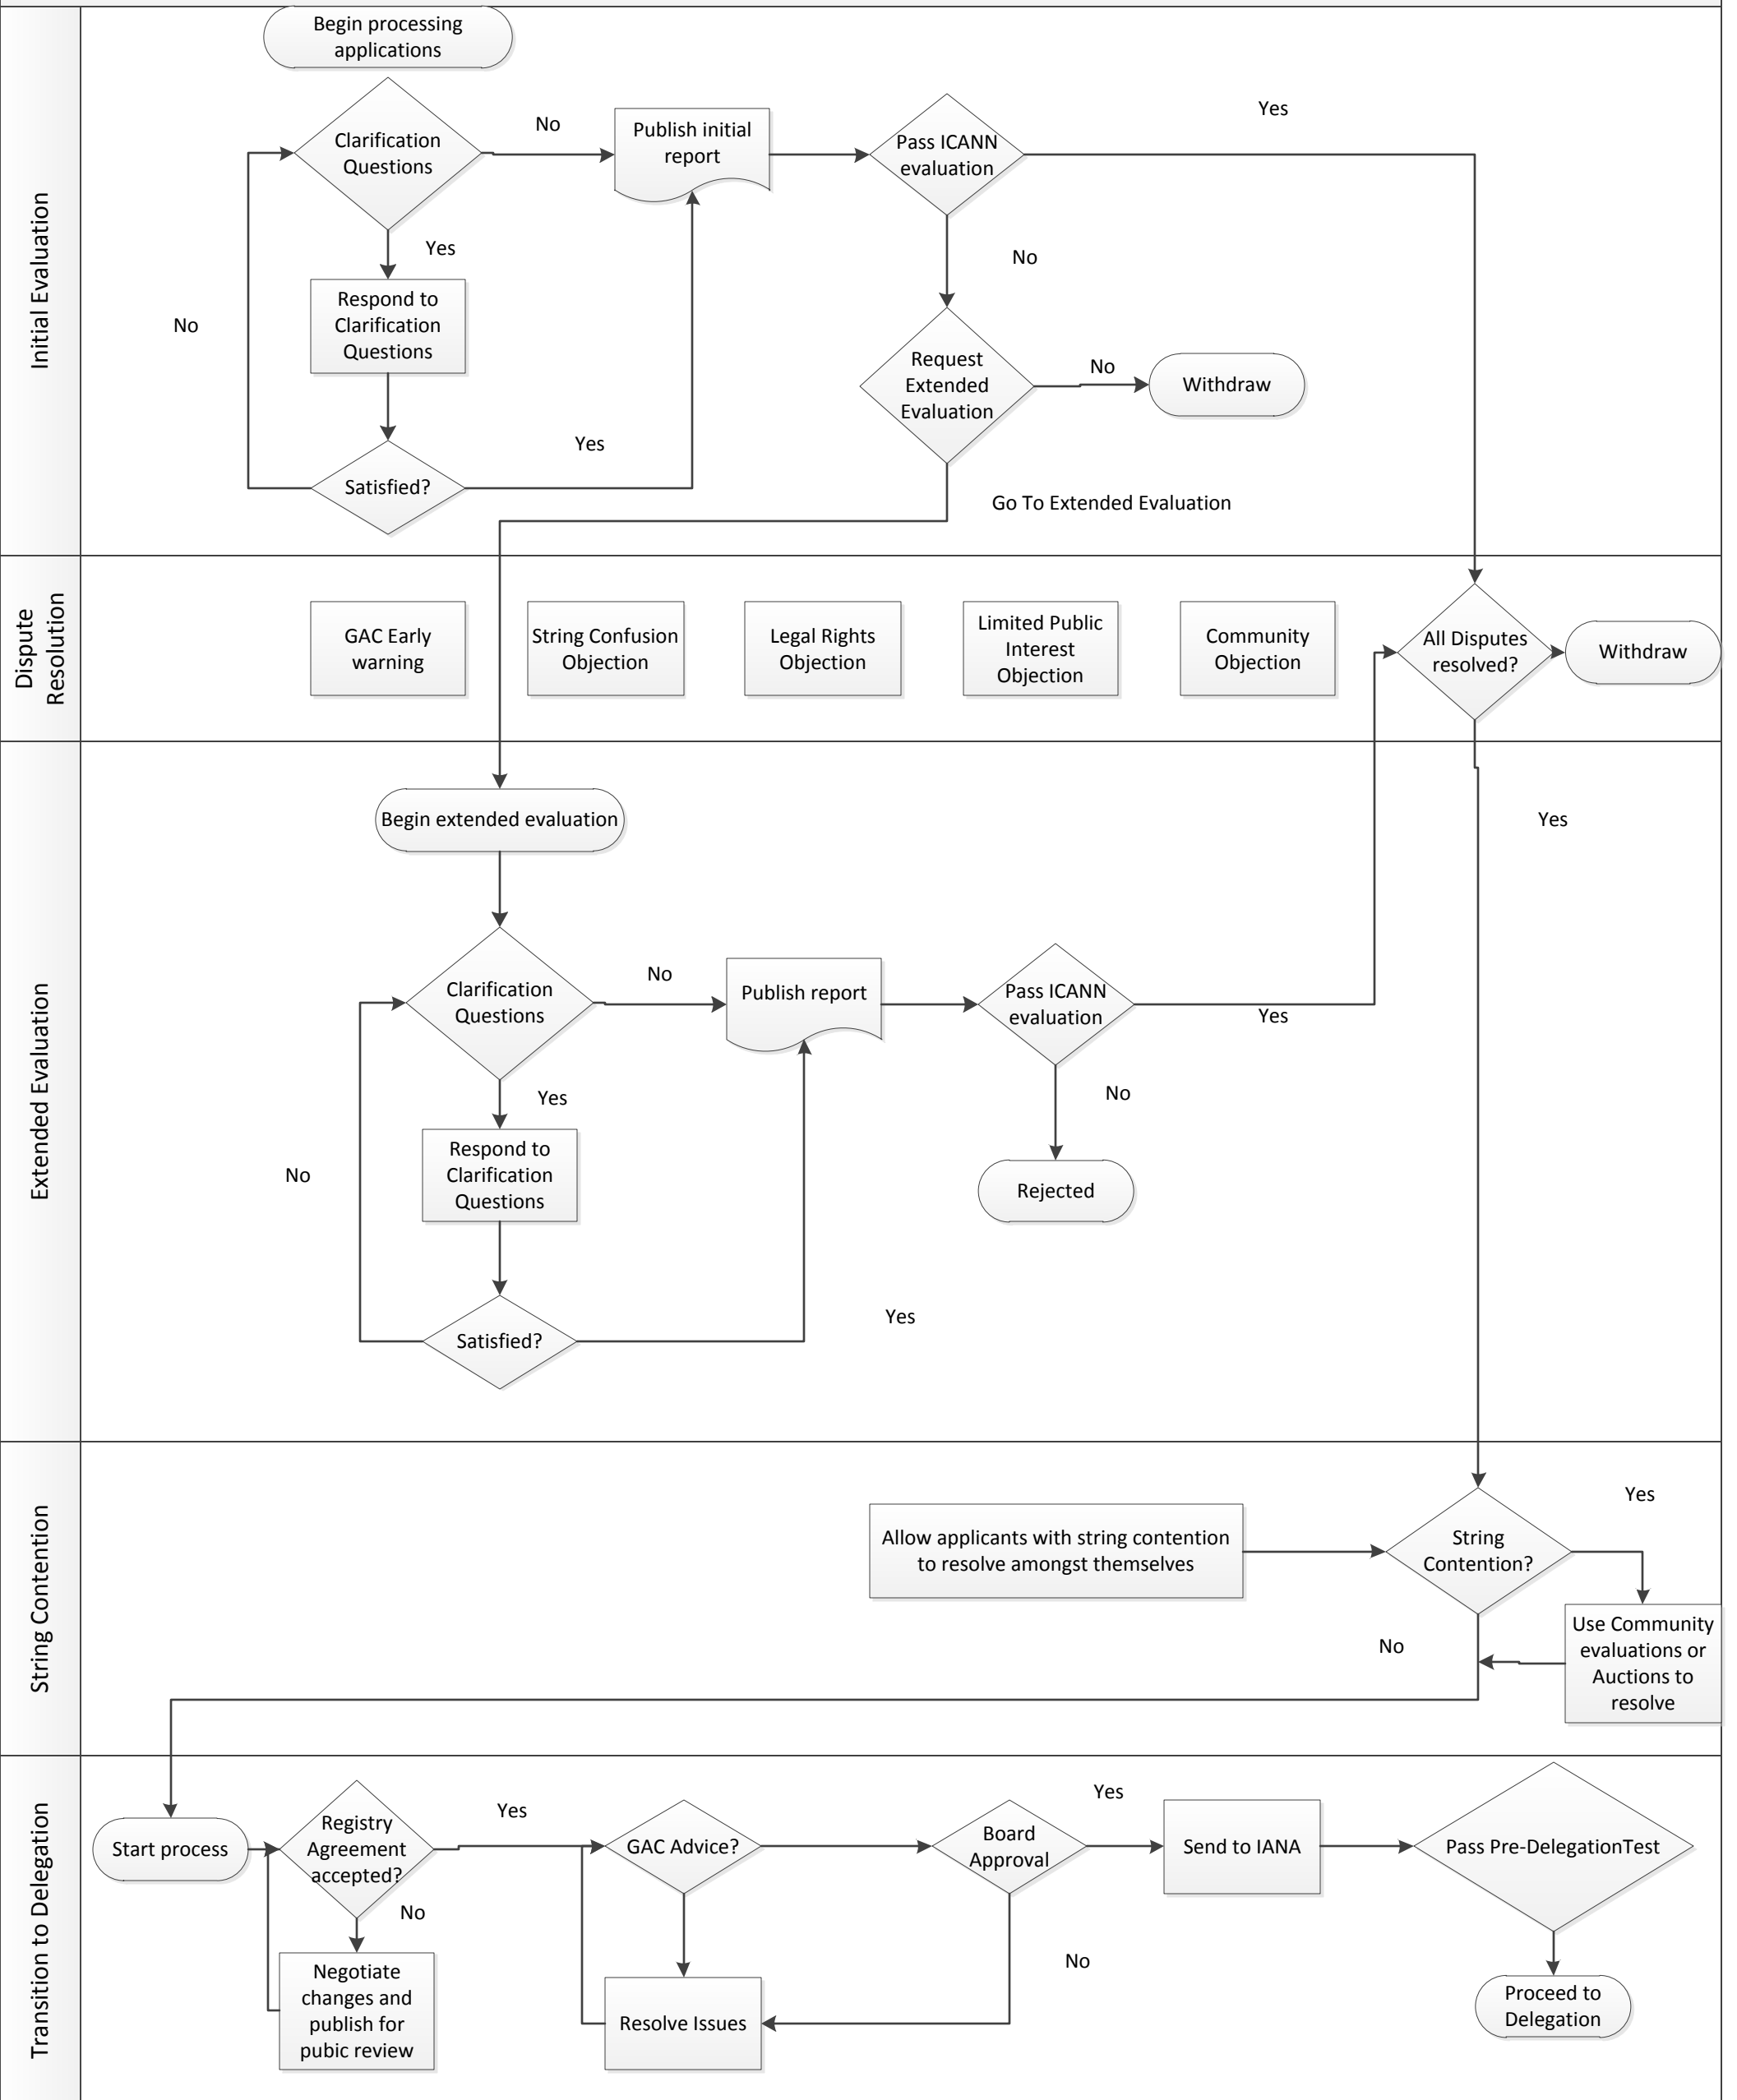 Initial Evaluation
Begin processing
applications
Clarification
Questions
No
Publish initial
report
Pass ICANN
evaluation
Yes
Yes
No
Respond to
Clarification
Questions
No
Request
Extended
Evaluation
No
Withdraw
Satisfied?
Yes
Go To Extended Evaluation
Dispute
Resolution
GAC Early
warning
String Confusion
Objection
Legal Rights
Objection
Limited Public
Interest
Objection
Community
Objection
All Disputes
resolved?
Withdraw
Yes
Extended Evaluation
Begin extended evaluation
Clarification
Questions
No
Publish report
Pass ICANN
evaluation
Yes
Yes
No
Respond to
Clarification
Questions
No
Rejected
Satisfied?
Yes
String Contention
Allow applicants with string contention
to resolve amongst themselves
String
Contention?
Yes
No
Use Community
evaluations or
Auctions to
resolve
Transition to Delegation
Start process
Registry
Agreement
accepted?
Yes
No
Negotiate
changes and
publish for
pubic review
GAC Advice?
Resolve Issues
Board
Approval
Yes
No
Send to IANA
Pass Pre-DelegationTest
Proceed to
Delegation